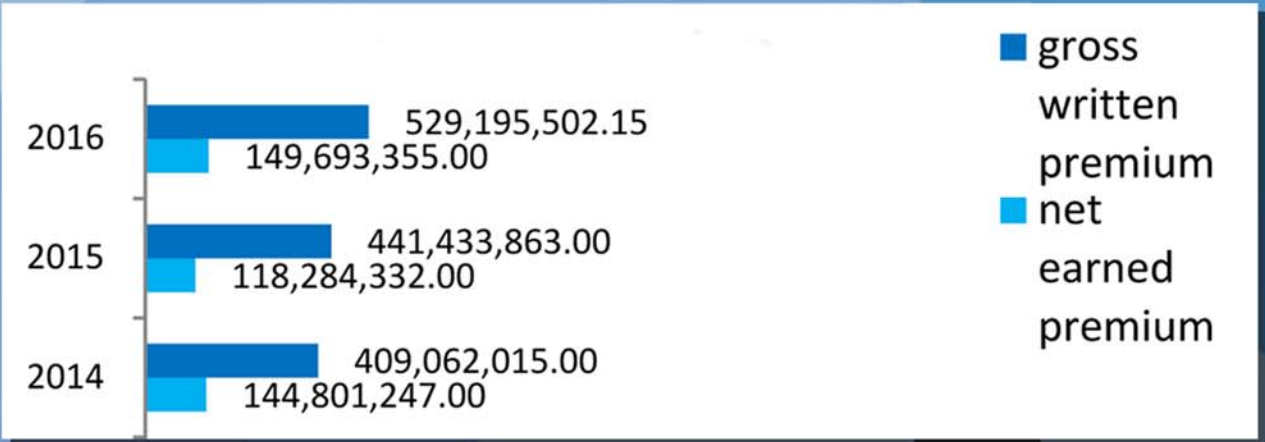 2016
529,195,502.15
149,693,355.00
2015
441,433,863.00
118,284,332.00
2014
409,062,015.00
144,801,247.00
gross
written
premium
net
earned
premium